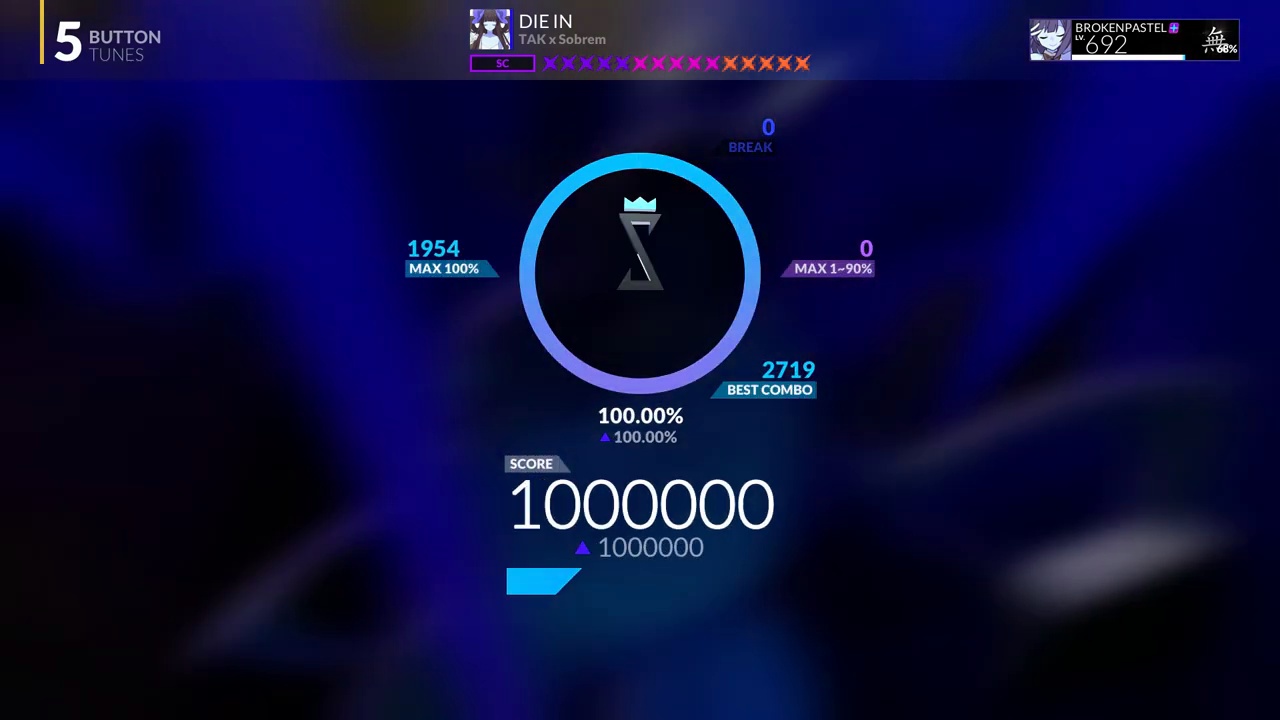 5 BUTTON
TUNES
DIE IN
TAK x Sobrem
SC
BROKENPASTEL
LV. 692
無
68%
0
BREAK
S
1954
MAX 100%
0
MAX 1~90%
2719
BEST COMBO
100.00%
▲ 100.00%
SCORE
1000000
▲ 1000000